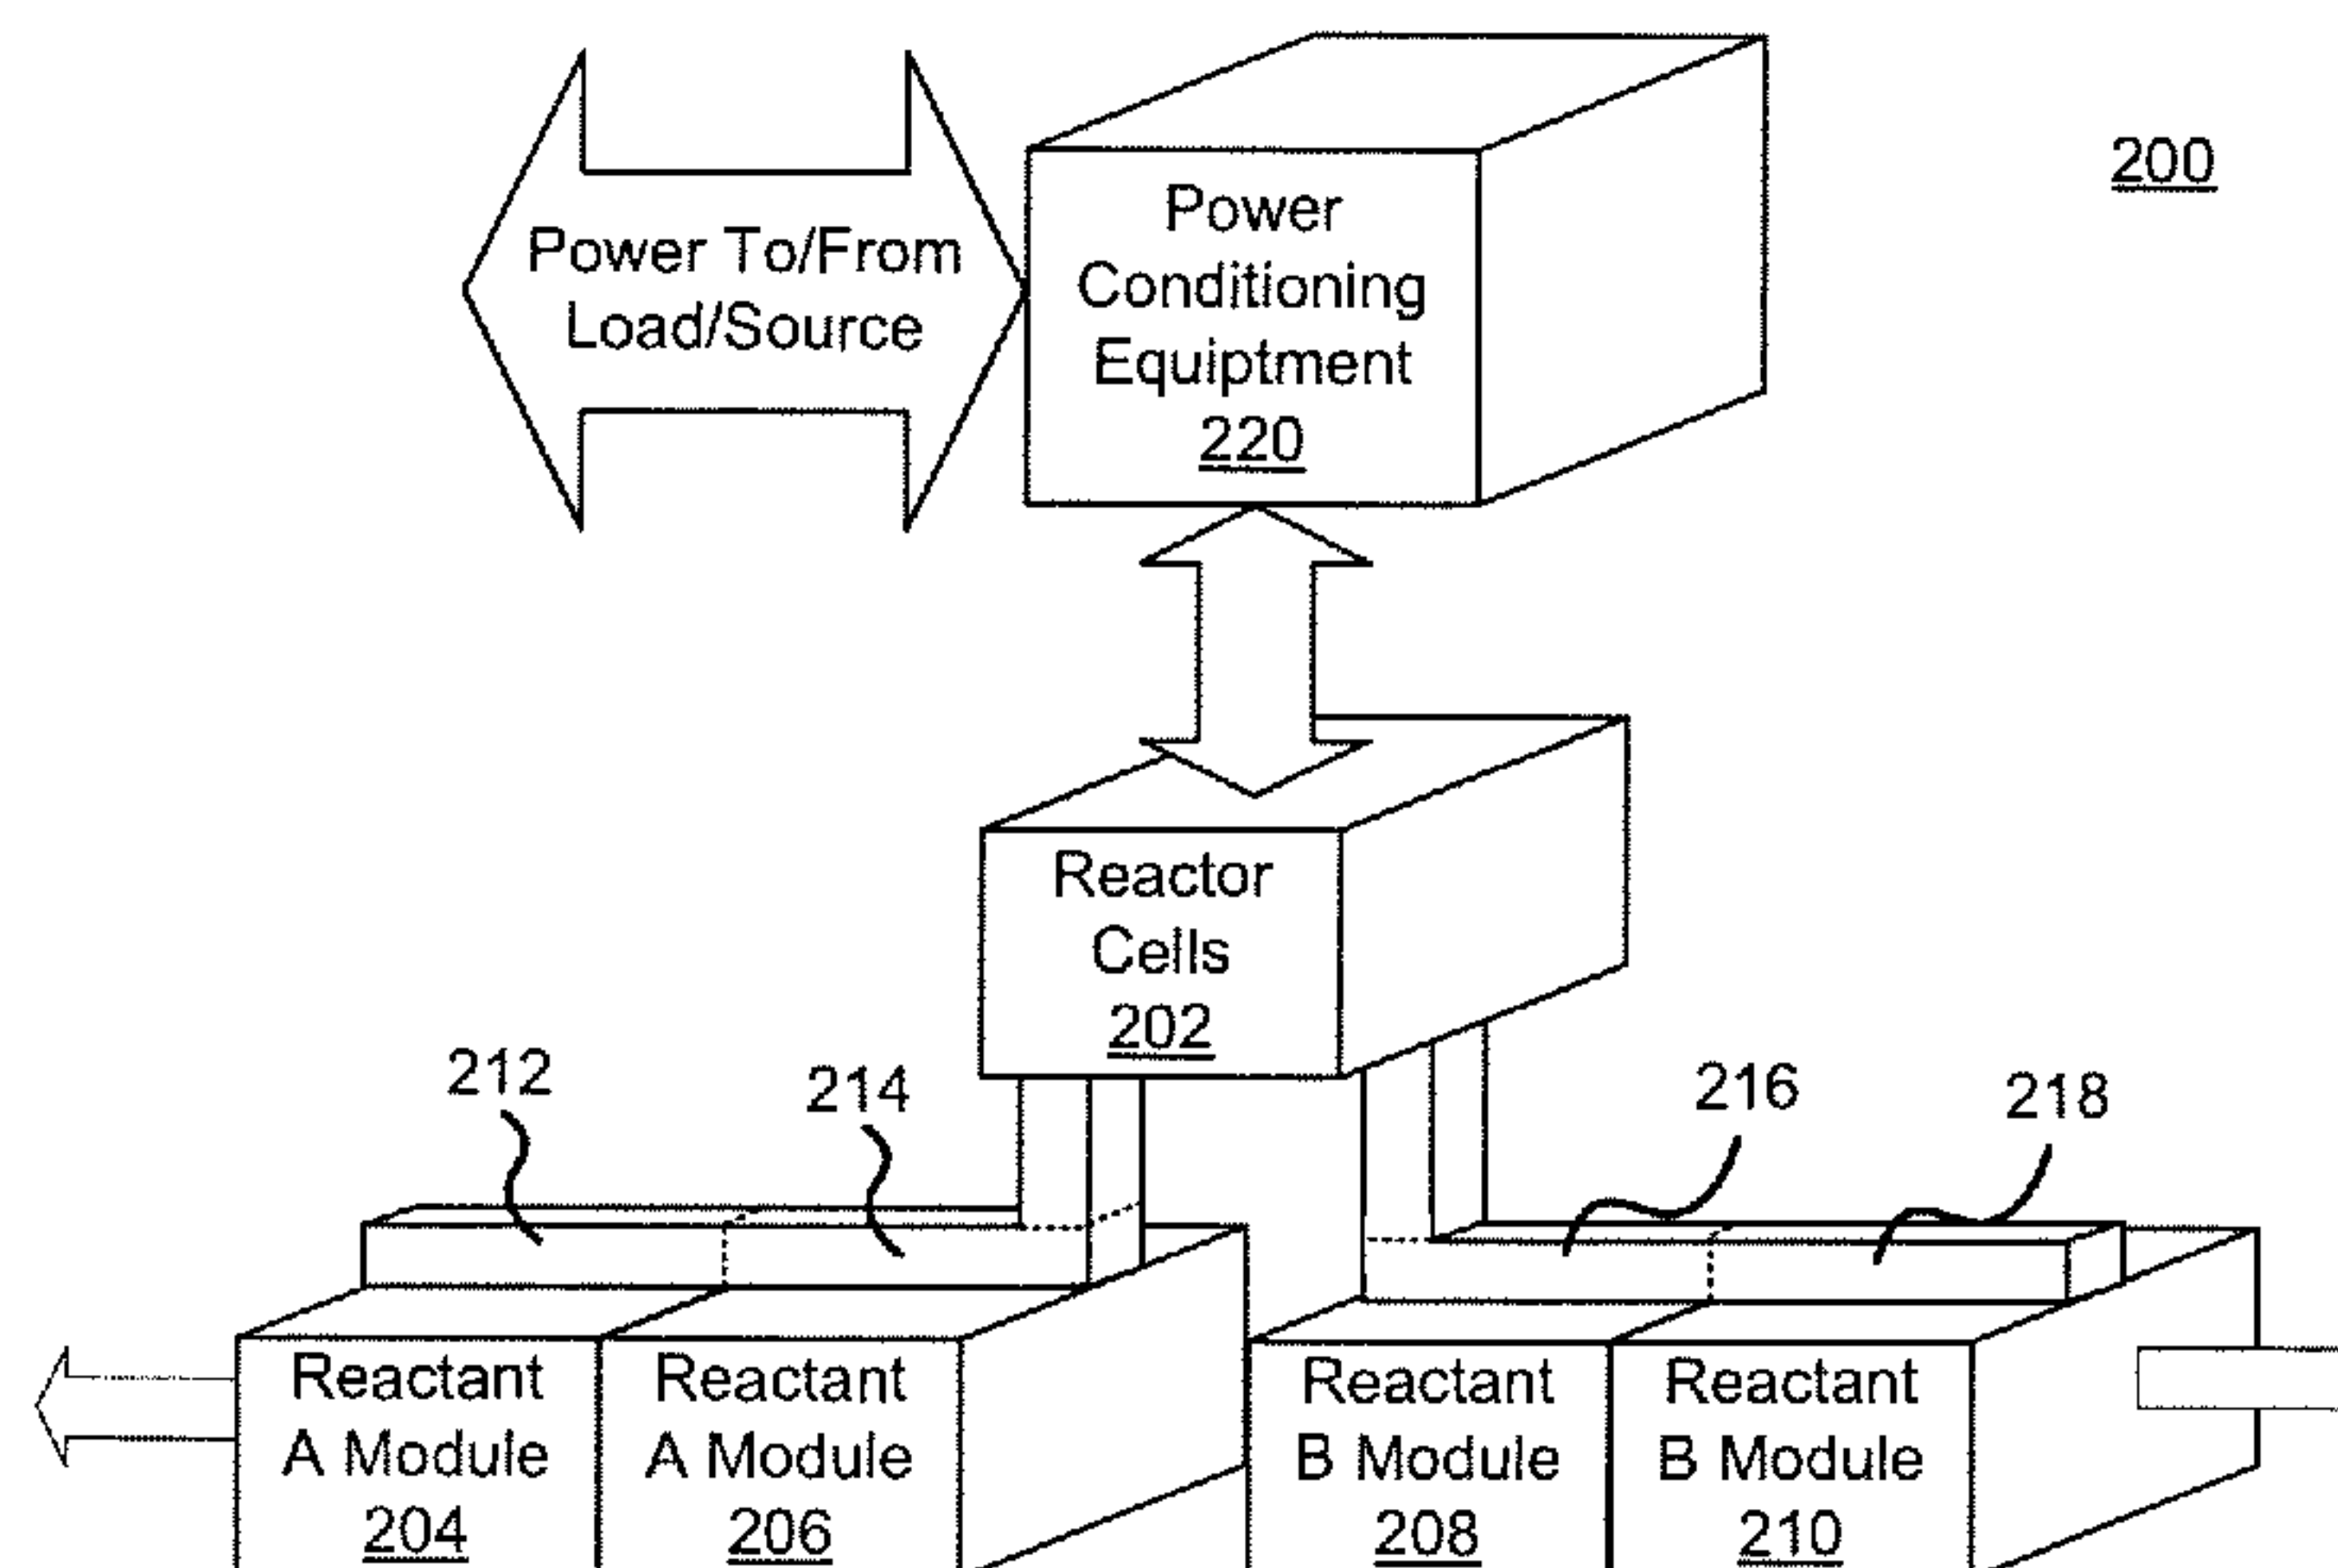 200
Power To/From
Load/Source
Power
Conditioning
Equiptment
220
Reactor
Cells
202
212
214
216
218
Reactant
A Module
204
Reactant
A Module
206
Reactant
B Module
208
Reactant
B Module
210